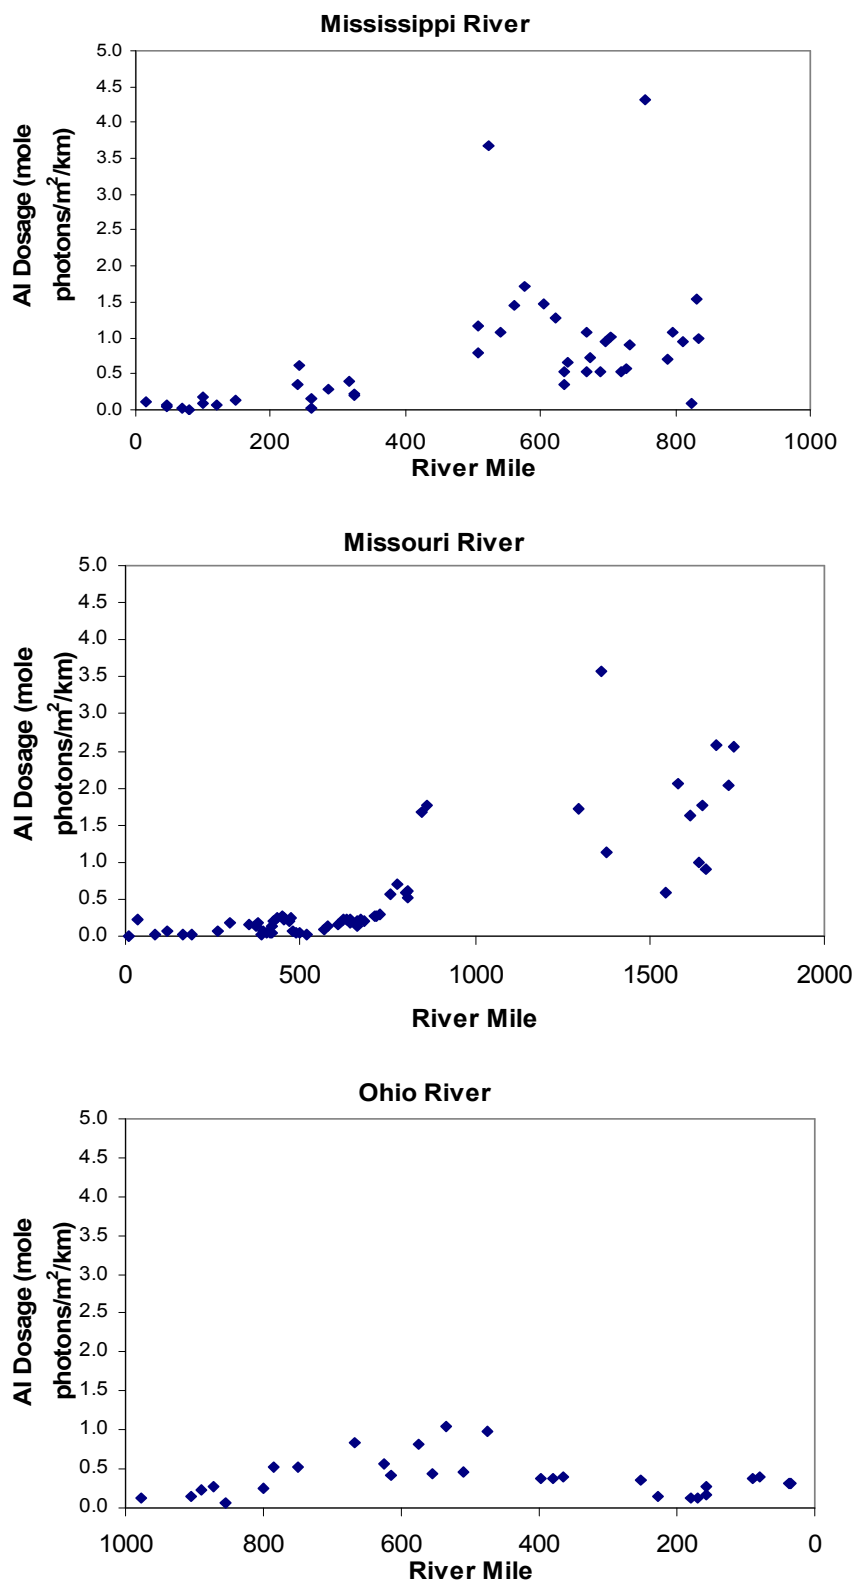 Mississippi River
AI Dosage (mole
photons/m²/km)
5.0
4.5
4.0
3.5
3.0
2.5
2.0
1.5
1.0
0.5
0.0
0 200 400 600 800 1000
River Mile
Missouri River
AI Dosage (mole
photons/m²/km)
5.0
4.5
4.0
3.5
3.0
2.5
2.0
1.5
1.0
0.5
0.0
0 500 1000 1500 2000
River Mile
Ohio River
AI Dosage (mole
photons/m²/km)
5.0
4.5
4.0
3.5
3.0
2.5
2.0
1.5
1.0
0.5
0.0
1000 800 600 400 200 0
River Mile